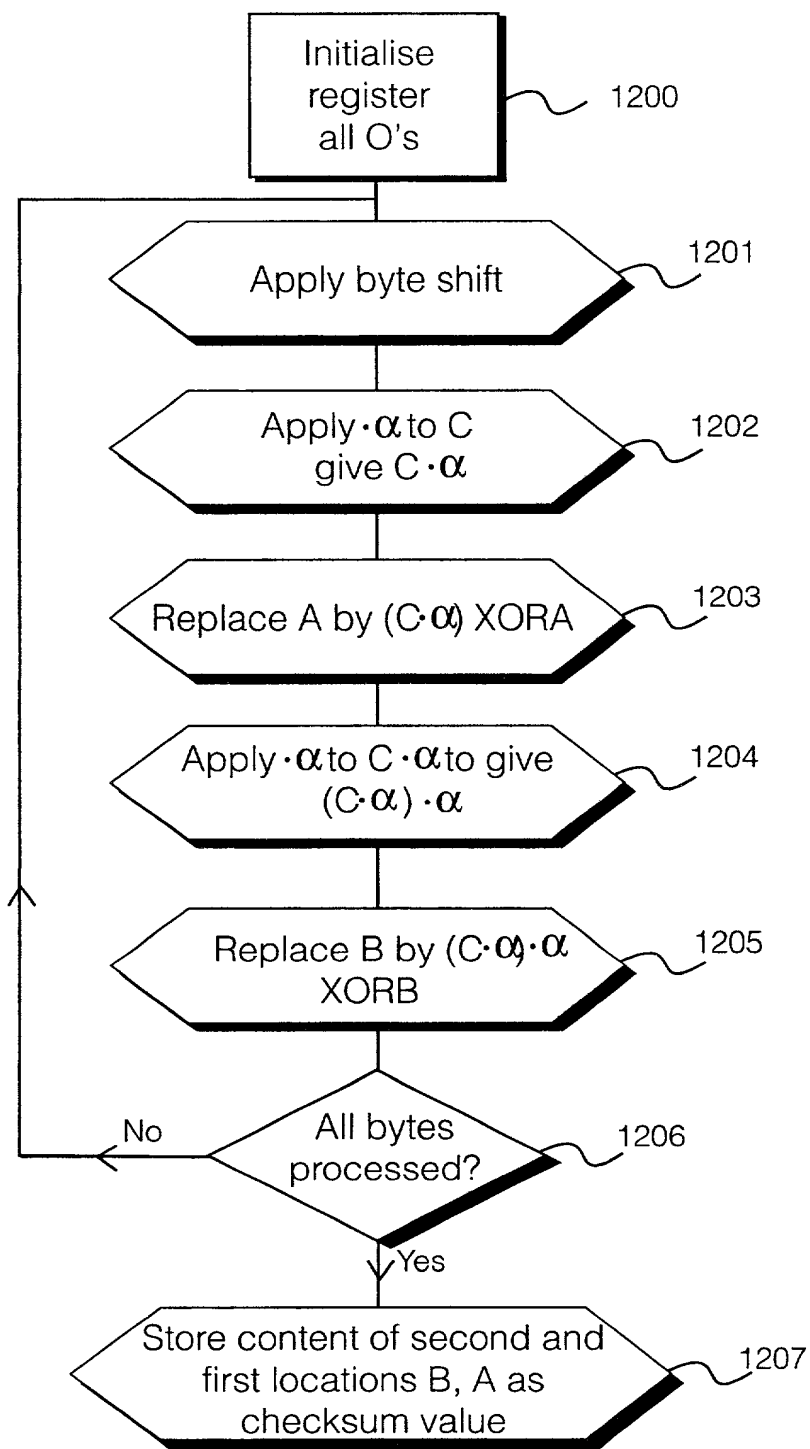 Initialise
register
all O's
1200
Apply byte shift
1201
Apply ·α to C
give C·α
1202
Replace A by (C·α) XORA
1203
Apply ·α to C ·α to give
(C·α) ·α
1204
Replace B by (C·α)·α
XORB
1205
All bytes
processed?
1206
No
Yes
Store content of second and
first locations B, A as
checksum value
1207